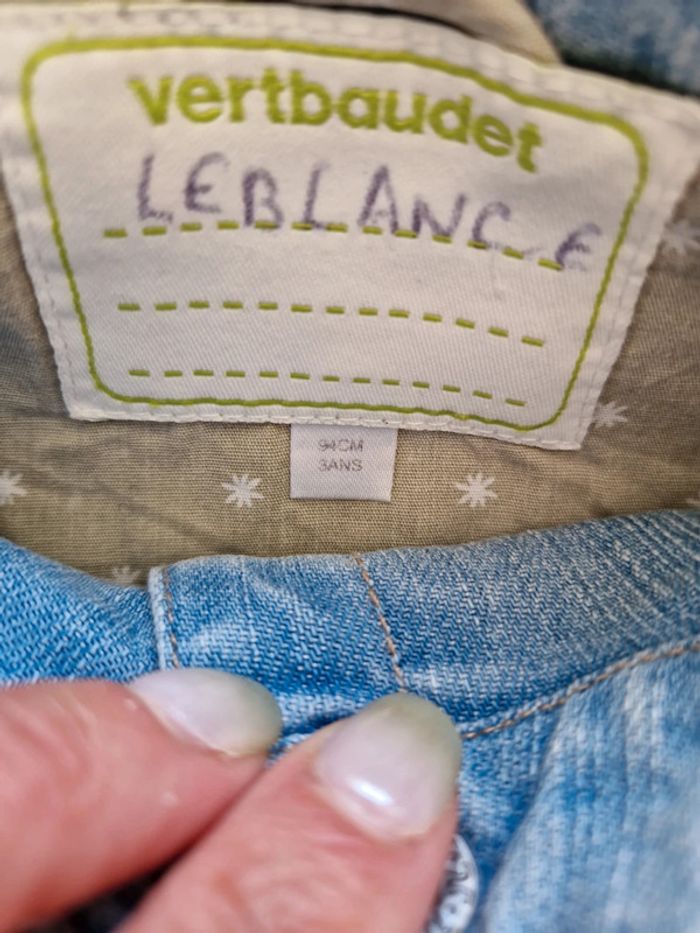 vertbaudet
LEBLANC E
94CM
3ANS